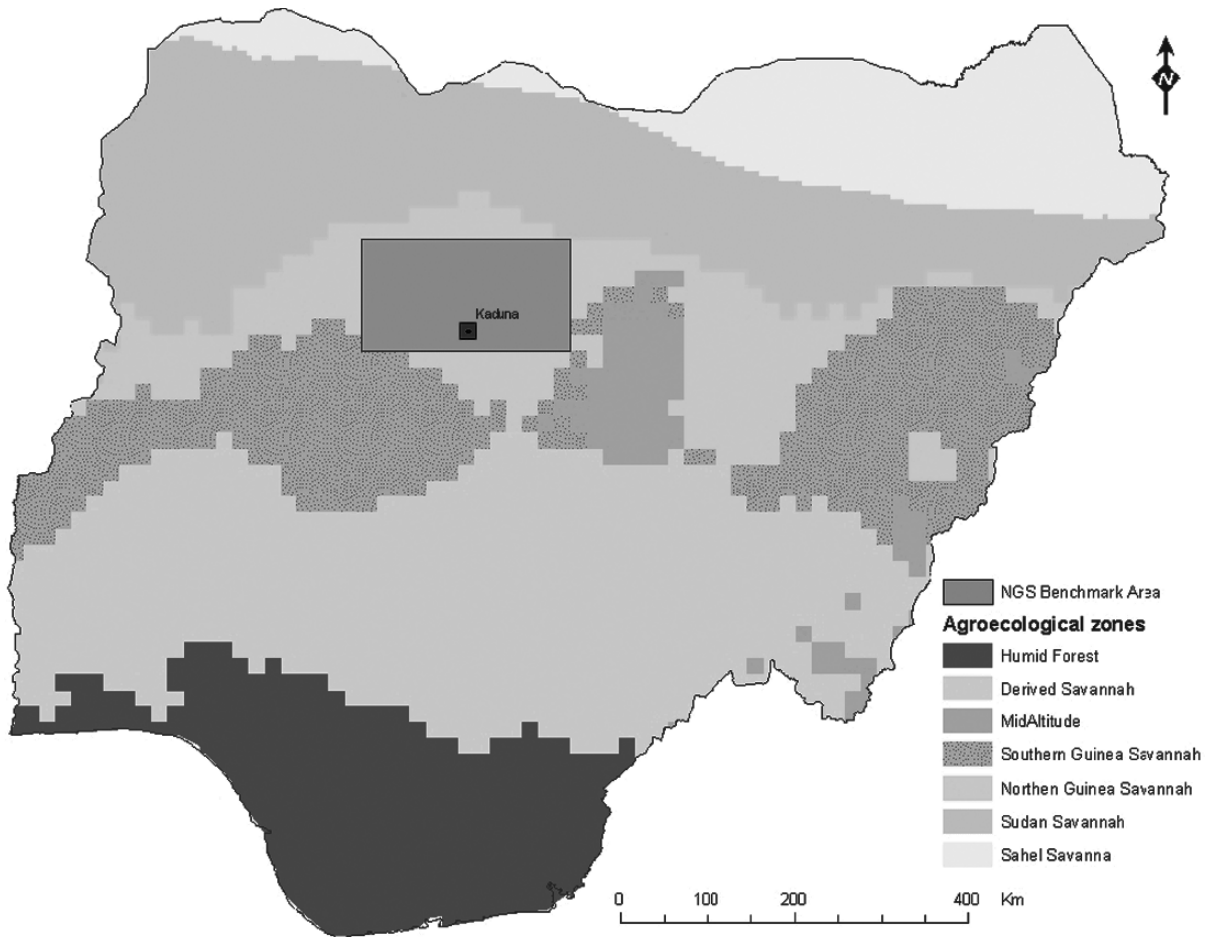 N
Kaduna
NGS Benchmark Area
Agroecological zones
Humid Forest
Derived Savannah
MidAltitude
Southern Guinea Savannah
Northen Guinea Savannah
Sudan Savannah
Sahel Savanna
0 100 200 400 Km